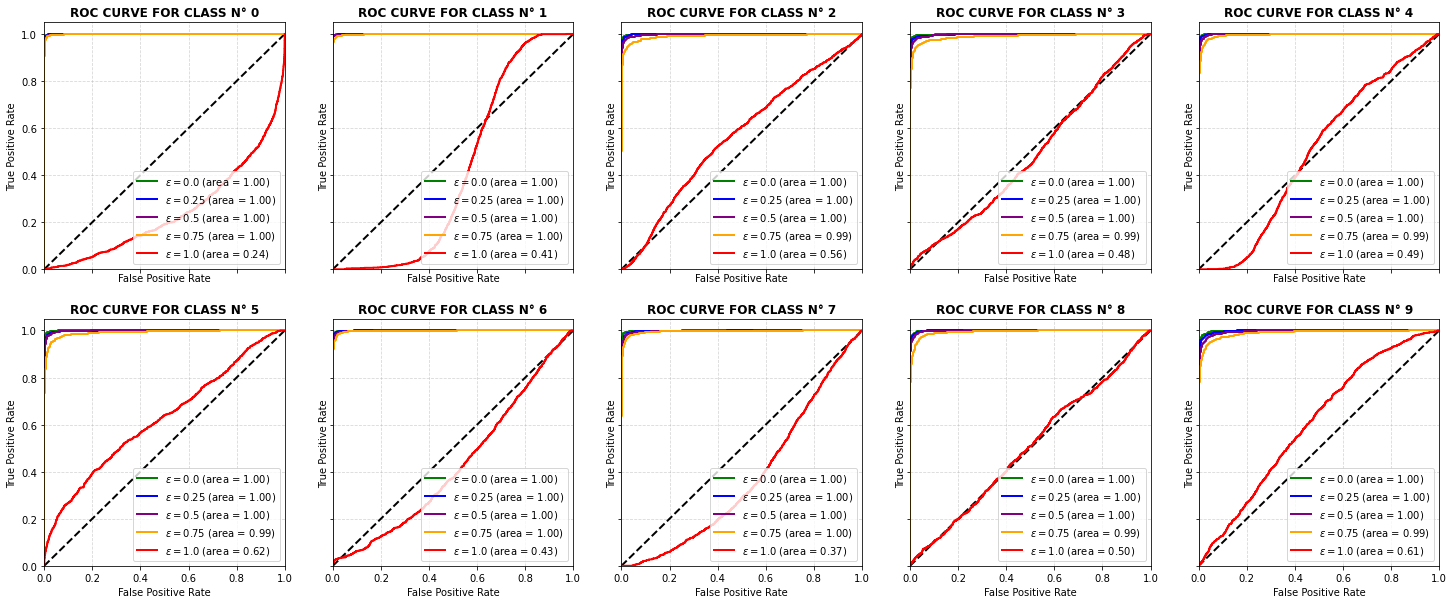 ROC CURVE FOR CLASS N° 0
True Positive Rate
1.0
0.8
0.6
0.4
0.2
0.0
ε = 0.0 (area = 1.00)
ε = 0.25 (area = 1.00)
ε = 0.5 (area = 1.00)
ε = 0.75 (area = 1.00)
ε = 1.0 (area = 0.24)
False Positive Rate
ROC CURVE FOR CLASS N° 1
True Positive Rate
ε = 0.0 (area = 1.00)
ε = 0.25 (area = 1.00)
ε = 0.5 (area = 1.00)
ε = 0.75 (area = 1.00)
ε = 1.0 (area = 0.41)
False Positive Rate
ROC CURVE FOR CLASS N° 2
True Positive Rate
ε = 0.0 (area = 1.00)
ε = 0.25 (area = 1.00)
ε = 0.5 (area = 1.00)
ε = 0.75 (area = 0.99)
ε = 1.0 (area = 0.56)
False Positive Rate
ROC CURVE FOR CLASS N° 3
True Positive Rate
ε = 0.0 (area = 1.00)
ε = 0.25 (area = 1.00)
ε = 0.5 (area = 1.00)
ε = 0.75 (area = 0.99)
ε = 1.0 (area = 0.48)
False Positive Rate
ROC CURVE FOR CLASS N° 4
True Positive Rate
ε = 0.0 (area = 1.00)
ε = 0.25 (area = 1.00)
ε = 0.5 (area = 1.00)
ε = 0.75 (area = 0.99)
ε = 1.0 (area = 0.49)
False Positive Rate
ROC CURVE FOR CLASS N° 5
True Positive Rate
1.0
0.8
0.6
0.4
0.2
0.0
ε = 0.0 (area = 1.00)
ε = 0.25 (area = 1.00)
ε = 0.5 (area = 1.00)
ε = 0.75 (area = 0.99)
ε = 1.0 (area = 0.62)
0.0 0.2 0.4 0.6 0.8 1.0
False Positive Rate
ROC CURVE FOR CLASS N° 6
True Positive Rate
ε = 0.0 (area = 1.00)
ε = 0.25 (area = 1.00)
ε = 0.5 (area = 1.00)
ε = 0.75 (area = 1.00)
ε = 1.0 (area = 0.43)
0.0 0.2 0.4 0.6 0.8 1.0
False Positive Rate
ROC CURVE FOR CLASS N° 7
True Positive Rate
ε = 0.0 (area = 1.00)
ε = 0.25 (area = 1.00)
ε = 0.5 (area = 1.00)
ε = 0.75 (area = 1.00)
ε = 1.0 (area = 0.37)
0.0 0.2 0.4 0.6 0.8 1.0
False Positive Rate
ROC CURVE FOR CLASS N° 8
True Positive Rate
ε = 0.0 (area = 1.00)
ε = 0.25 (area = 1.00)
ε = 0.5 (area = 1.00)
ε = 0.75 (area = 0.99)
ε = 1.0 (area = 0.50)
0.0 0.2 0.4 0.6 0.8 1.0
False Positive Rate
ROC CURVE FOR CLASS N° 9
True Positive Rate
ε = 0.0 (area = 1.00)
ε = 0.25 (area = 1.00)
ε = 0.5 (area = 1.00)
ε = 0.75 (area = 0.99)
ε = 1.0 (area = 0.61)
0.0 0.2 0.4 0.6 0.8 1.0
False Positive Rate